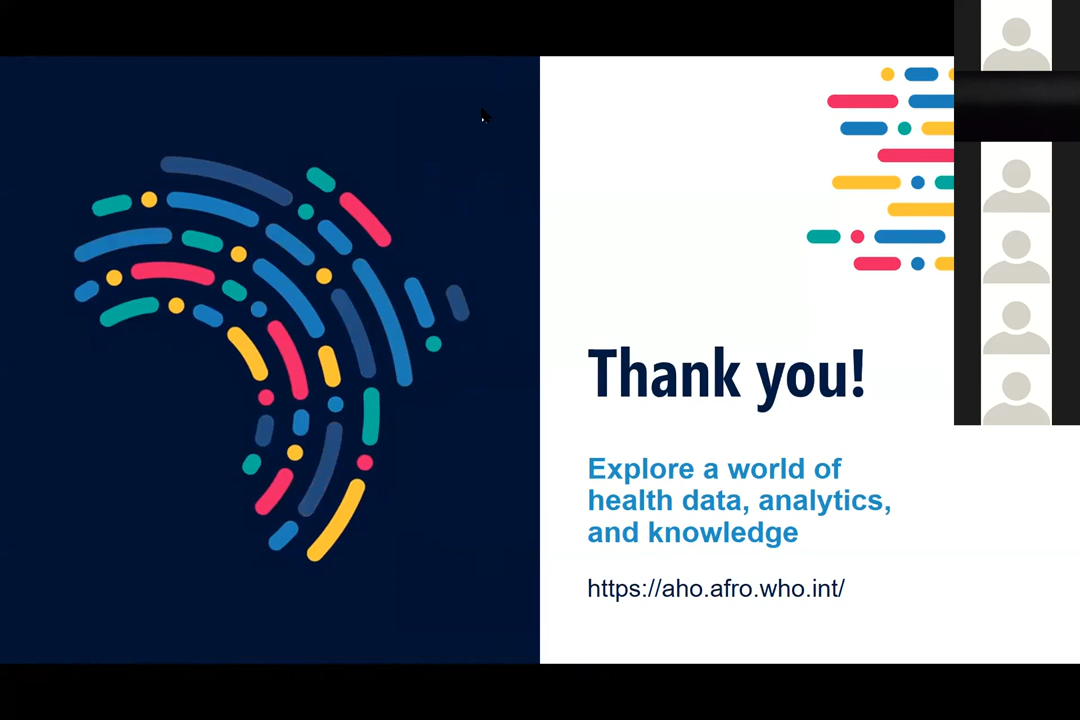 Thank you!
Explore a world of
health data, analytics,
and knowledge
https://aho.afro.who.int/